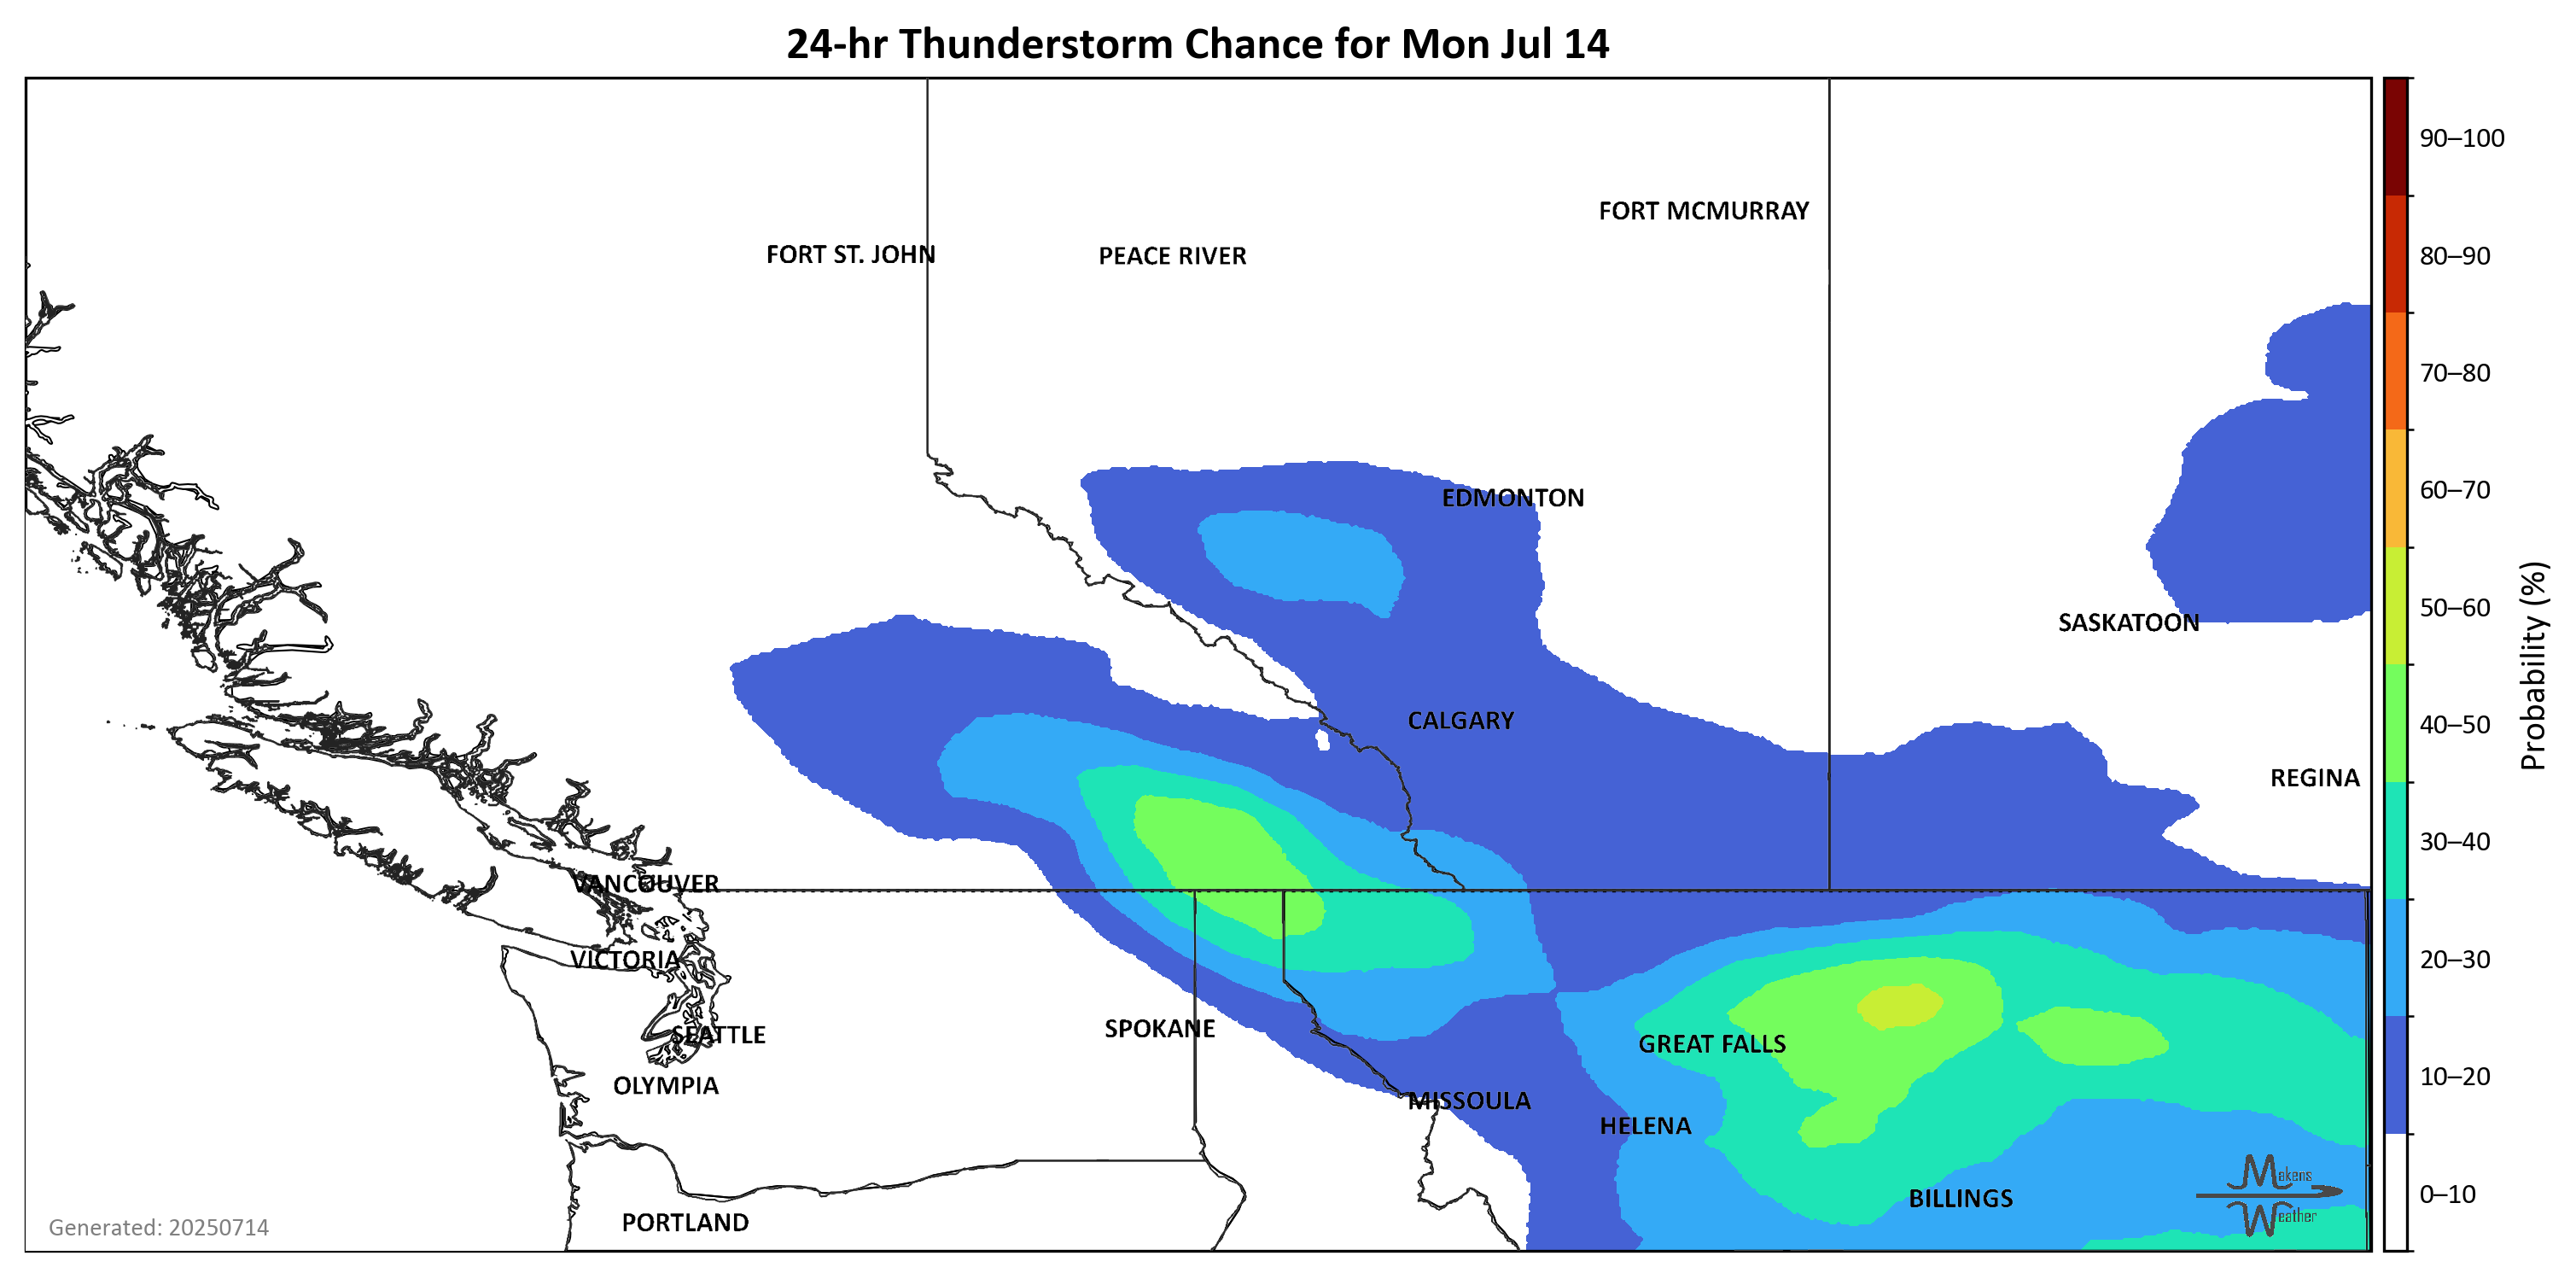 24-hr Thunderstorm Chance for Mon Jul 14
90–100
FORT MCMURRAY
FORT ST. JOHN
PEACE RIVER
80–90
70–80
60–70
EDMONTON
50–60
SASKATOON
Probability (%)
CALGARY
40–50
REGINA
30–40
VANCOUVER
VICTORIA
20–30
SPOKANE
SEATTLE
GREAT FALLS
10–20
OLYMPIA
MISSOULA
HELENA
Makens
Weather
0–10
BILLINGS
PORTLAND
Generated: 20250714